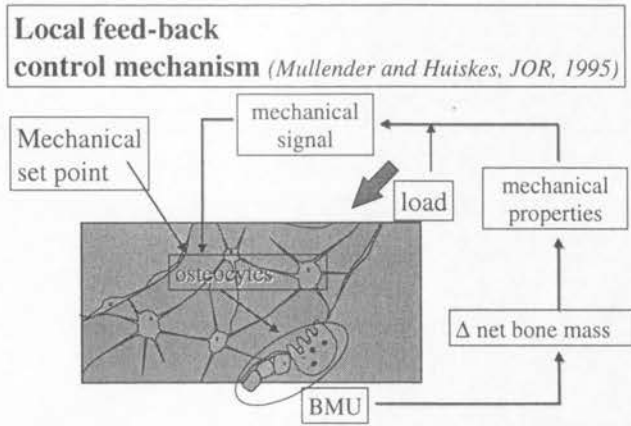 Local feed-back
control mechanism (Mullender and Huiskes, JOR, 1995)
mechanical
signal
Mechanical
set point
load
mechanical
properties
osteocytes
Δ net bone mass
BMU